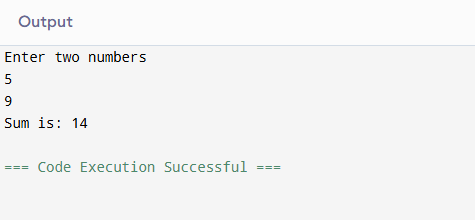 Output
Enter two numbers
5
9
Sum is: 14
=== Code Execution Successful ===